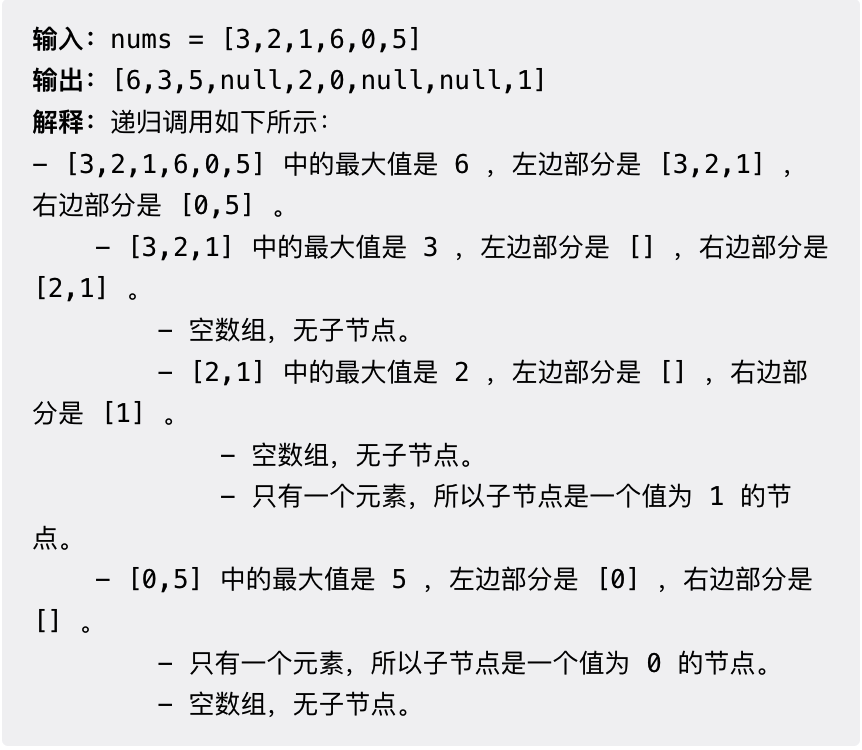 输入：nums = [3,2,1,6,0,5]
输出：[6,3,5,null,2,0,null,null,1]
解释：递归调用如下所示：
- [3,2,1,6,0,5] 中的最大值是 6 ，左边部分是 [3,2,1] ，
右边部分是 [0,5] 。
- [3,2,1] 中的最大值是 3 ，左边部分是 [] ，右边部分是
[2,1] 。
- 空数组，无子节点。
- [2,1] 中的最大值是 2 ，左边部分是 [] ，右边部
分是 [1] 。
- 空数组，无子节点。
- 只有一个元素，所以子节点是一个值为 1 的节
点。
- [0,5] 中的最大值是 5 ，左边部分是 [0] ，右边部分是
[] 。
- 只有一个元素，所以子节点是一个值为 0 的节点。
- 空数组，无子节点。